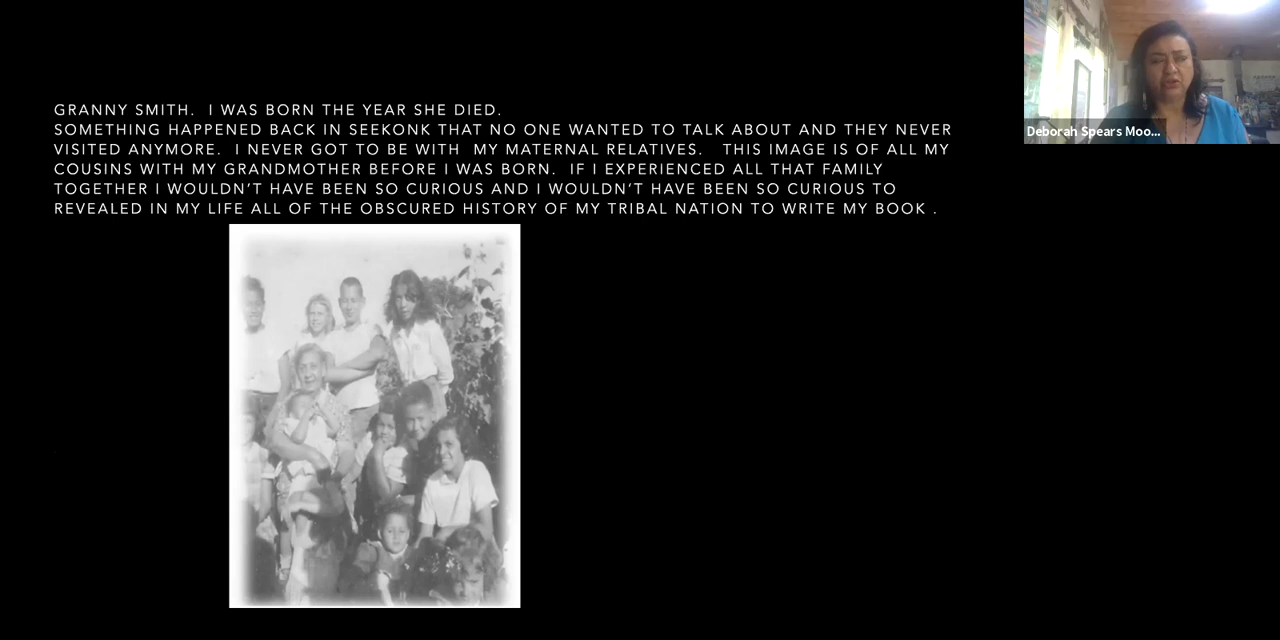 GRANNY SMITH.  I WAS BORN THE YEAR SHE DIED.
SOMETHING HAPPENED BACK IN SEEKONK THAT NO ONE WANTED TO TALK ABOUT AND THEY NEVER
VISITED ANYMORE.  I NEVER GOT TO BE WITH  MY MATERNAL RELATIVES.   THIS IMAGE IS OF ALL MY
COUSINS WITH MY GRANDMOTHER BEFORE I WAS BORN.  IF I EXPERIENCED ALL THAT FAMILY
TOGETHER I WOULDN'T HAVE BEEN SO CURIOUS AND I WOULDN'T HAVE BEEN SO CURIOUS TO
REVEALED IN MY LIFE ALL OF THE OBSCURED HISTORY OF MY TRIBAL NATION TO WRITE MY BOOK .
Deborah Spears Moo...